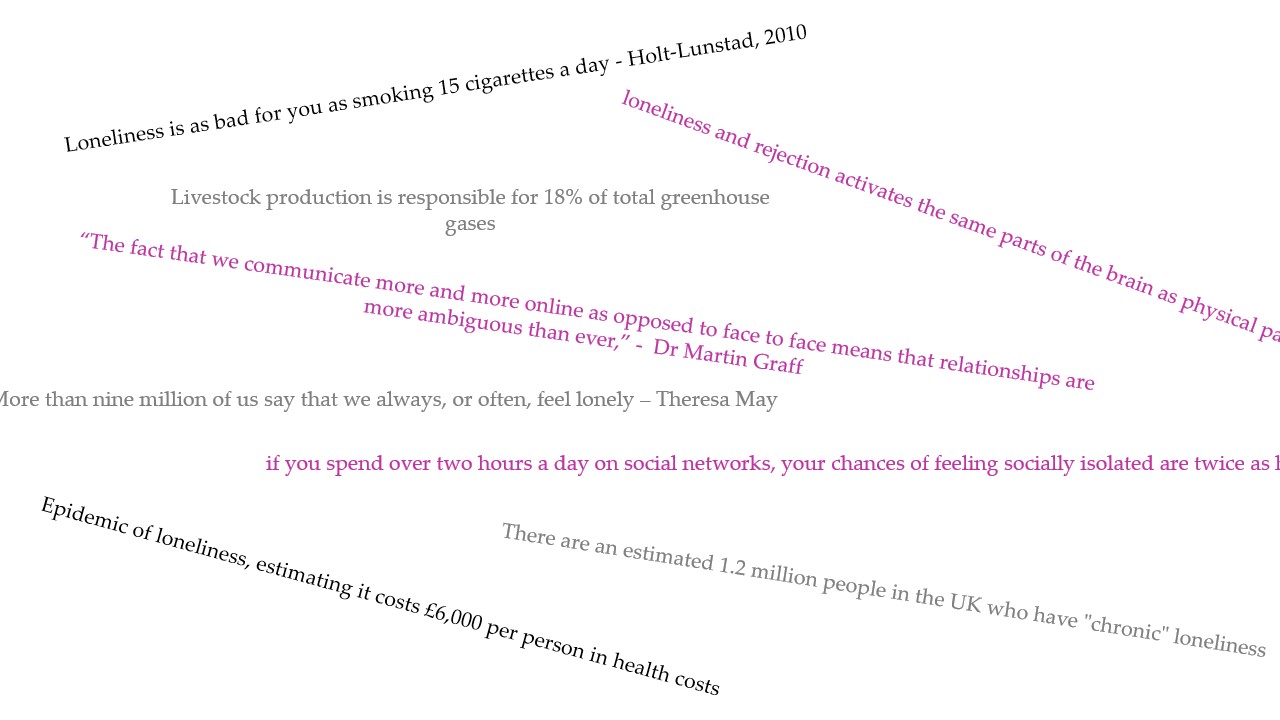 Loneliness is as bad for you as smoking 15 cigarettes a day - Holt-Lunstad, 2010
loneliness and rejection activates the same parts of the brain as physical pa
Livestock production is responsible for 18% of total greenhouse
gases
“The fact that we communicate more and more online as opposed to face to face means that relationships are
more ambiguous than ever,” - Dr Martin Graff
More than nine million of us say that we always, or often, feel lonely – Theresa May
if you spend over two hours a day on social networks, your chances of feeling socially isolated are twice as h
Epidemic of loneliness, estimating it costs £6,000 per person in health costs
There are an estimated 1.2 million people in the UK who have "chronic" loneliness